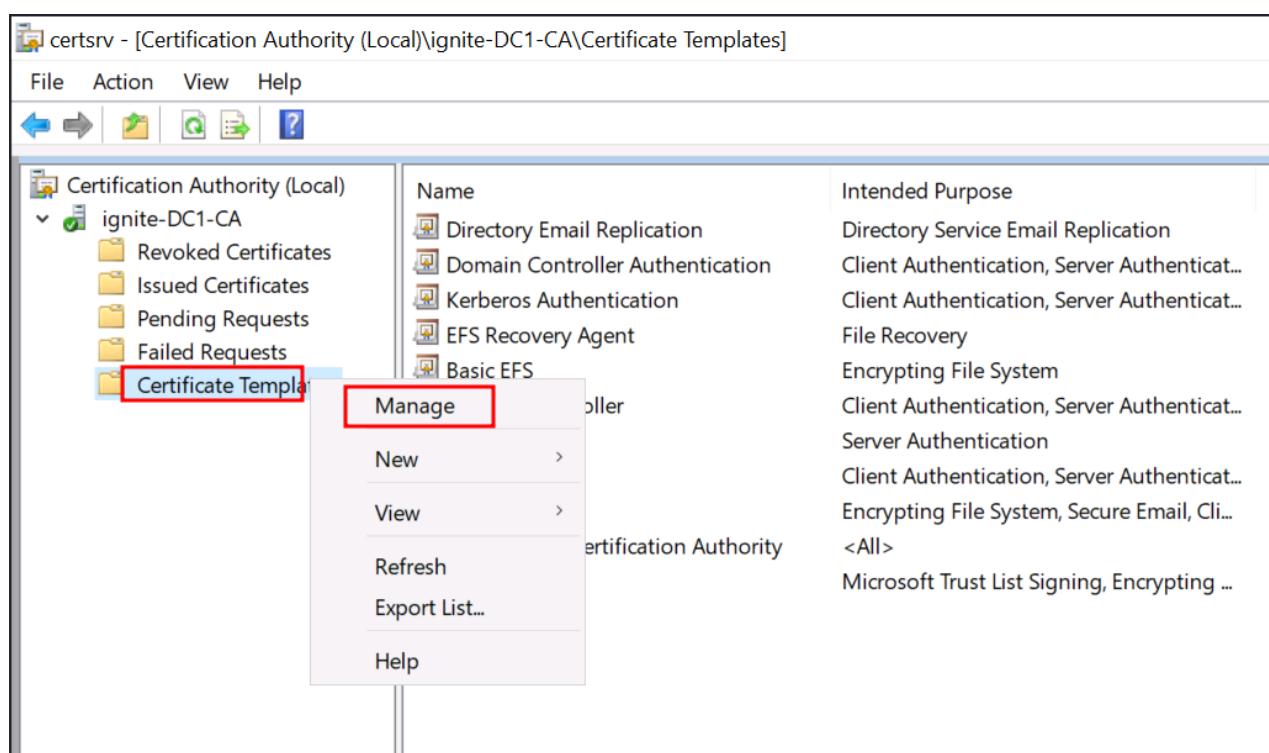 certsrv - [Certification Authority (Local)\ignite-DC1-CA\Certificate Templates]
File Action View Help
Certification Authority (Local)
ignite-DC1-CA
Revoked Certificates
Issued Certificates
Pending Requests
Failed Requests
Certificate Templa
Manage
New
View
Refresh
Export List...
Help
Name Intended Purpose
Directory Email Replication Directory Service Email Replication
Domain Controller Authentication Client Authentication, Server Authenticat...
Kerberos Authentication Client Authentication, Server Authenticat...
EFS Recovery Agent File Recovery
Basic EFS Encrypting File System
oller Client Authentication, Server Authenticat...
Server Authentication
Client Authentication, Server Authenticat...
Encrypting File System, Secure Email, Cli...
ertification Authority <All>
Microsoft Trust List Signing, Encrypting ...